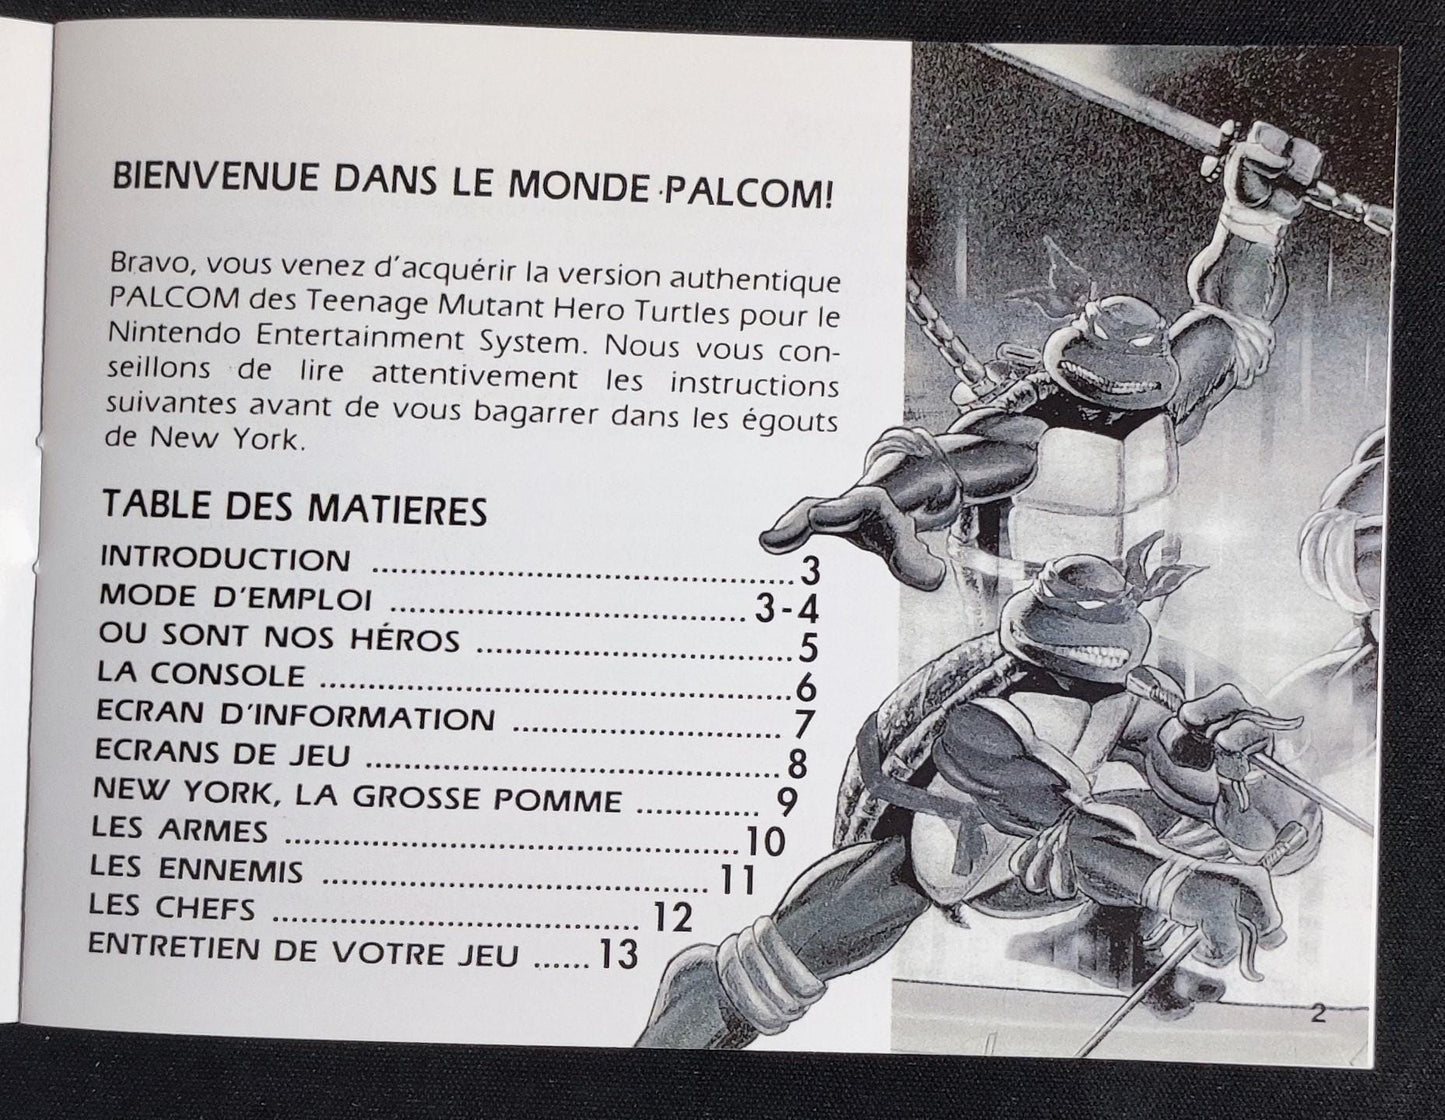 BIENVENUE DANS LE MONDE PALCOM!
Bravo, vous venez d'acquérir la version authentique
PALCOM des Teenage Mutant Hero Turtles pour le
Nintendo Entertainment System. Nous vous con-
seillons de lire attentivement les instructions
suivantes avant de vous bagarrer dans les égouts
de New York.
TABLE DES MATIERES
INTRODUCTION ............................................ 3
MODE D'EMPLOI ..................................... 3-4
OU SONT NOS HÉROS ................................. 5
LA CONSOLE ................................................. 6
ECRAN D'INFORMATION ............................ 7
ECRANS DE JEU ........................................... 8
NEW YORK, LA GROSSE POMME ............. 9
LES ARMES ............................................... 10
LES ENNEMIS ........................................ 11
LES CHEFS ...................................... 12
ENTRETIEN DE VOTRE JEU ...... 13
2